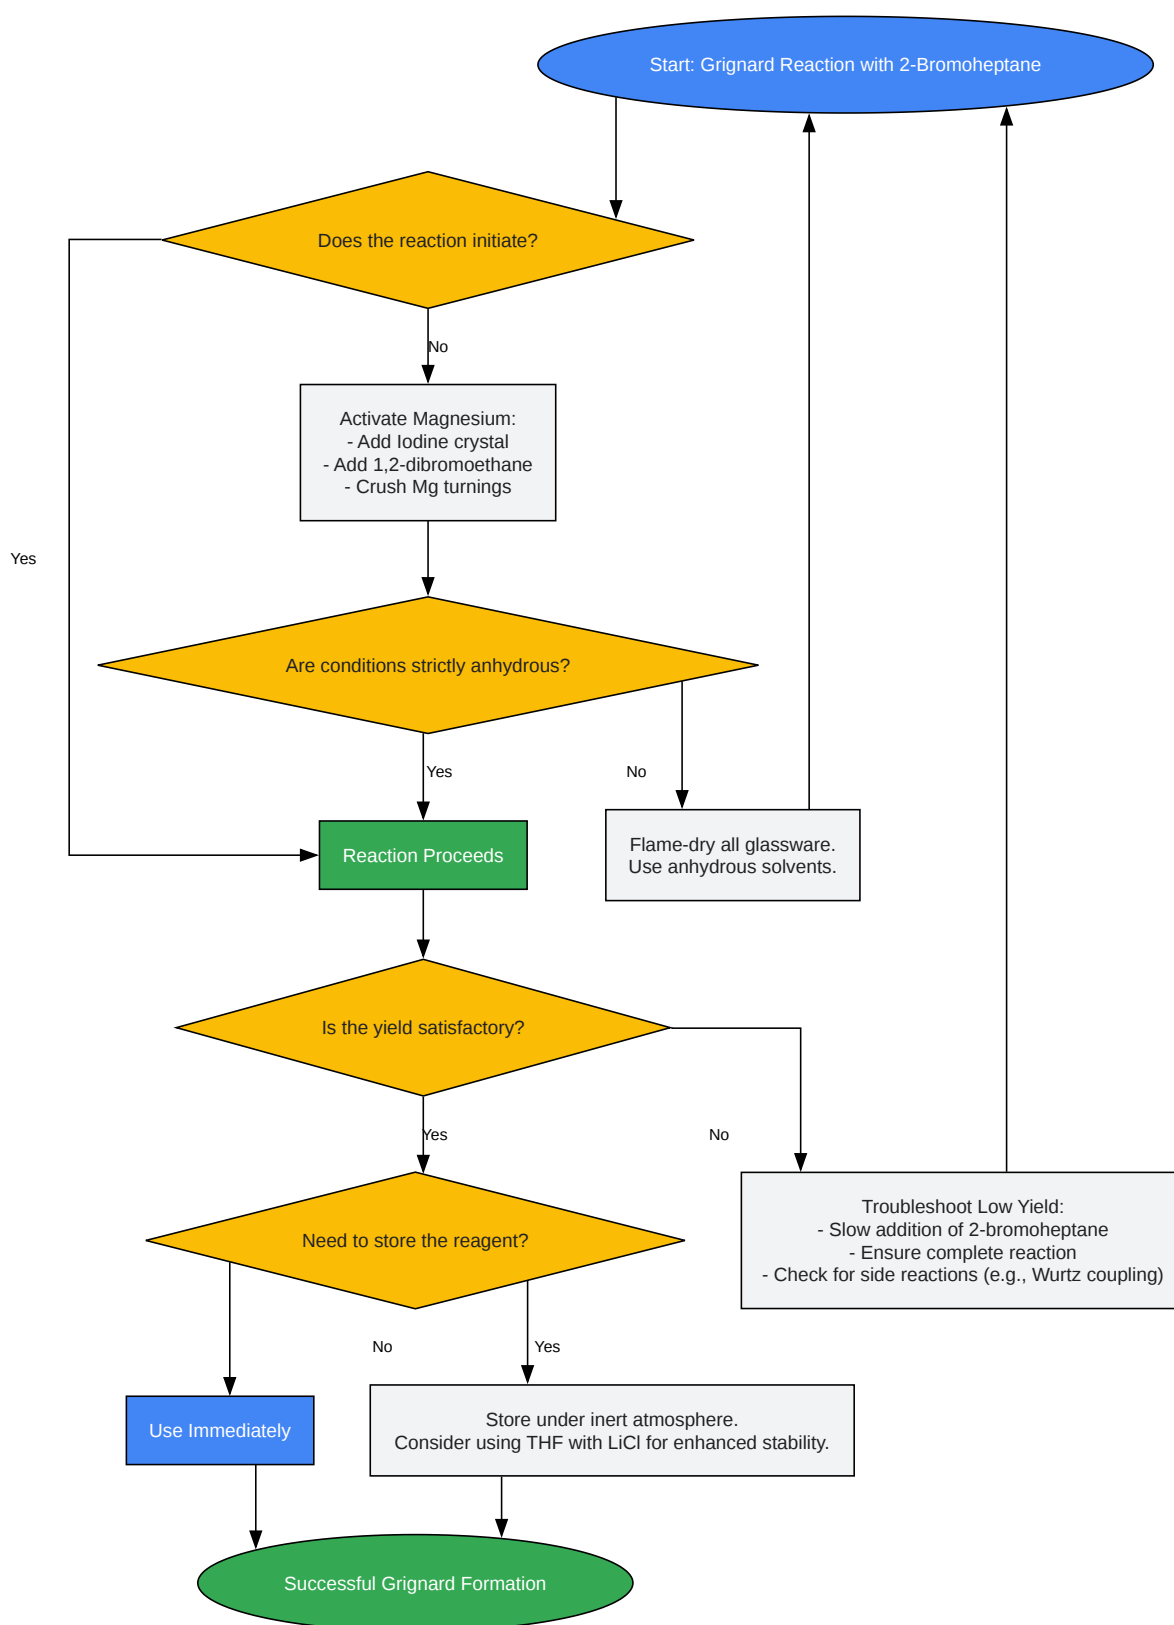 Start: Grignard Reaction with 2-Bromoheptane
Does the reaction initiate?
No
Activate Magnesium:
- Add Iodine crystal
- Add 1,2-dibromoethane
- Crush Mg turnings
Yes
Are conditions strictly anhydrous?
Yes
No
Flame-dry all glassware.
Use anhydrous solvents.
Reaction Proceeds
Is the yield satisfactory?
Yes
No
Troubleshoot Low Yield:
- Slow addition of 2-bromoheptane
- Ensure complete reaction
- Check for side reactions (e.g., Wurtz coupling)
Need to store the reagent?
No
Yes
Use Immediately
Store under inert atmosphere.
Consider using THF with LiCl for enhanced stability.
Successful Grignard Formation